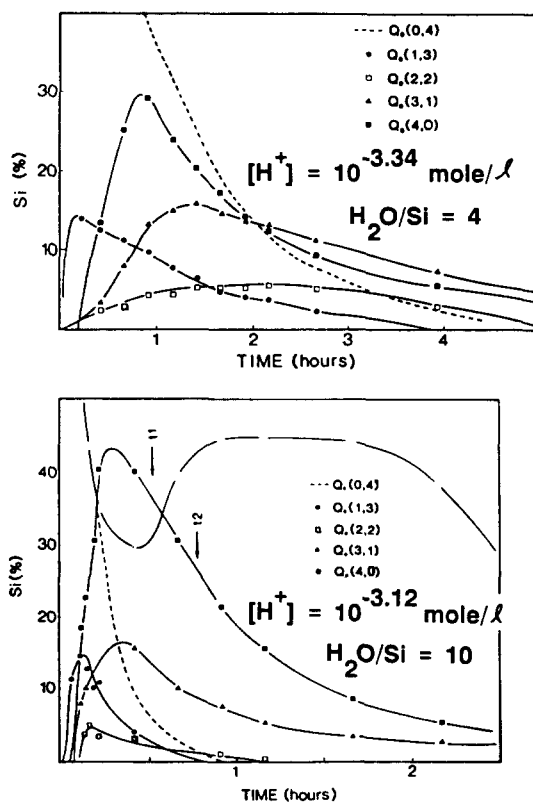 30
20
10
Si (%)
Q₀(0,4)
Q₀(1,3)
Q₀(2,2)
Q₀(3,1)
Q₀(4,0)
[H⁺] = 10⁻³·³⁴ mole/ℓ
H₂O/Si = 4
1 2 3 4
TIME (hours)
40
30
20
10
Si(%)
t1
t2
Q₀(0,4)
Q₀(1,3)
Q₀(2,2)
Q₀(3,1)
Q₀(4,0)
[H⁺] = 10⁻³·¹² mole/ℓ
H₂O/Si = 10
1 2
TIME (hours)